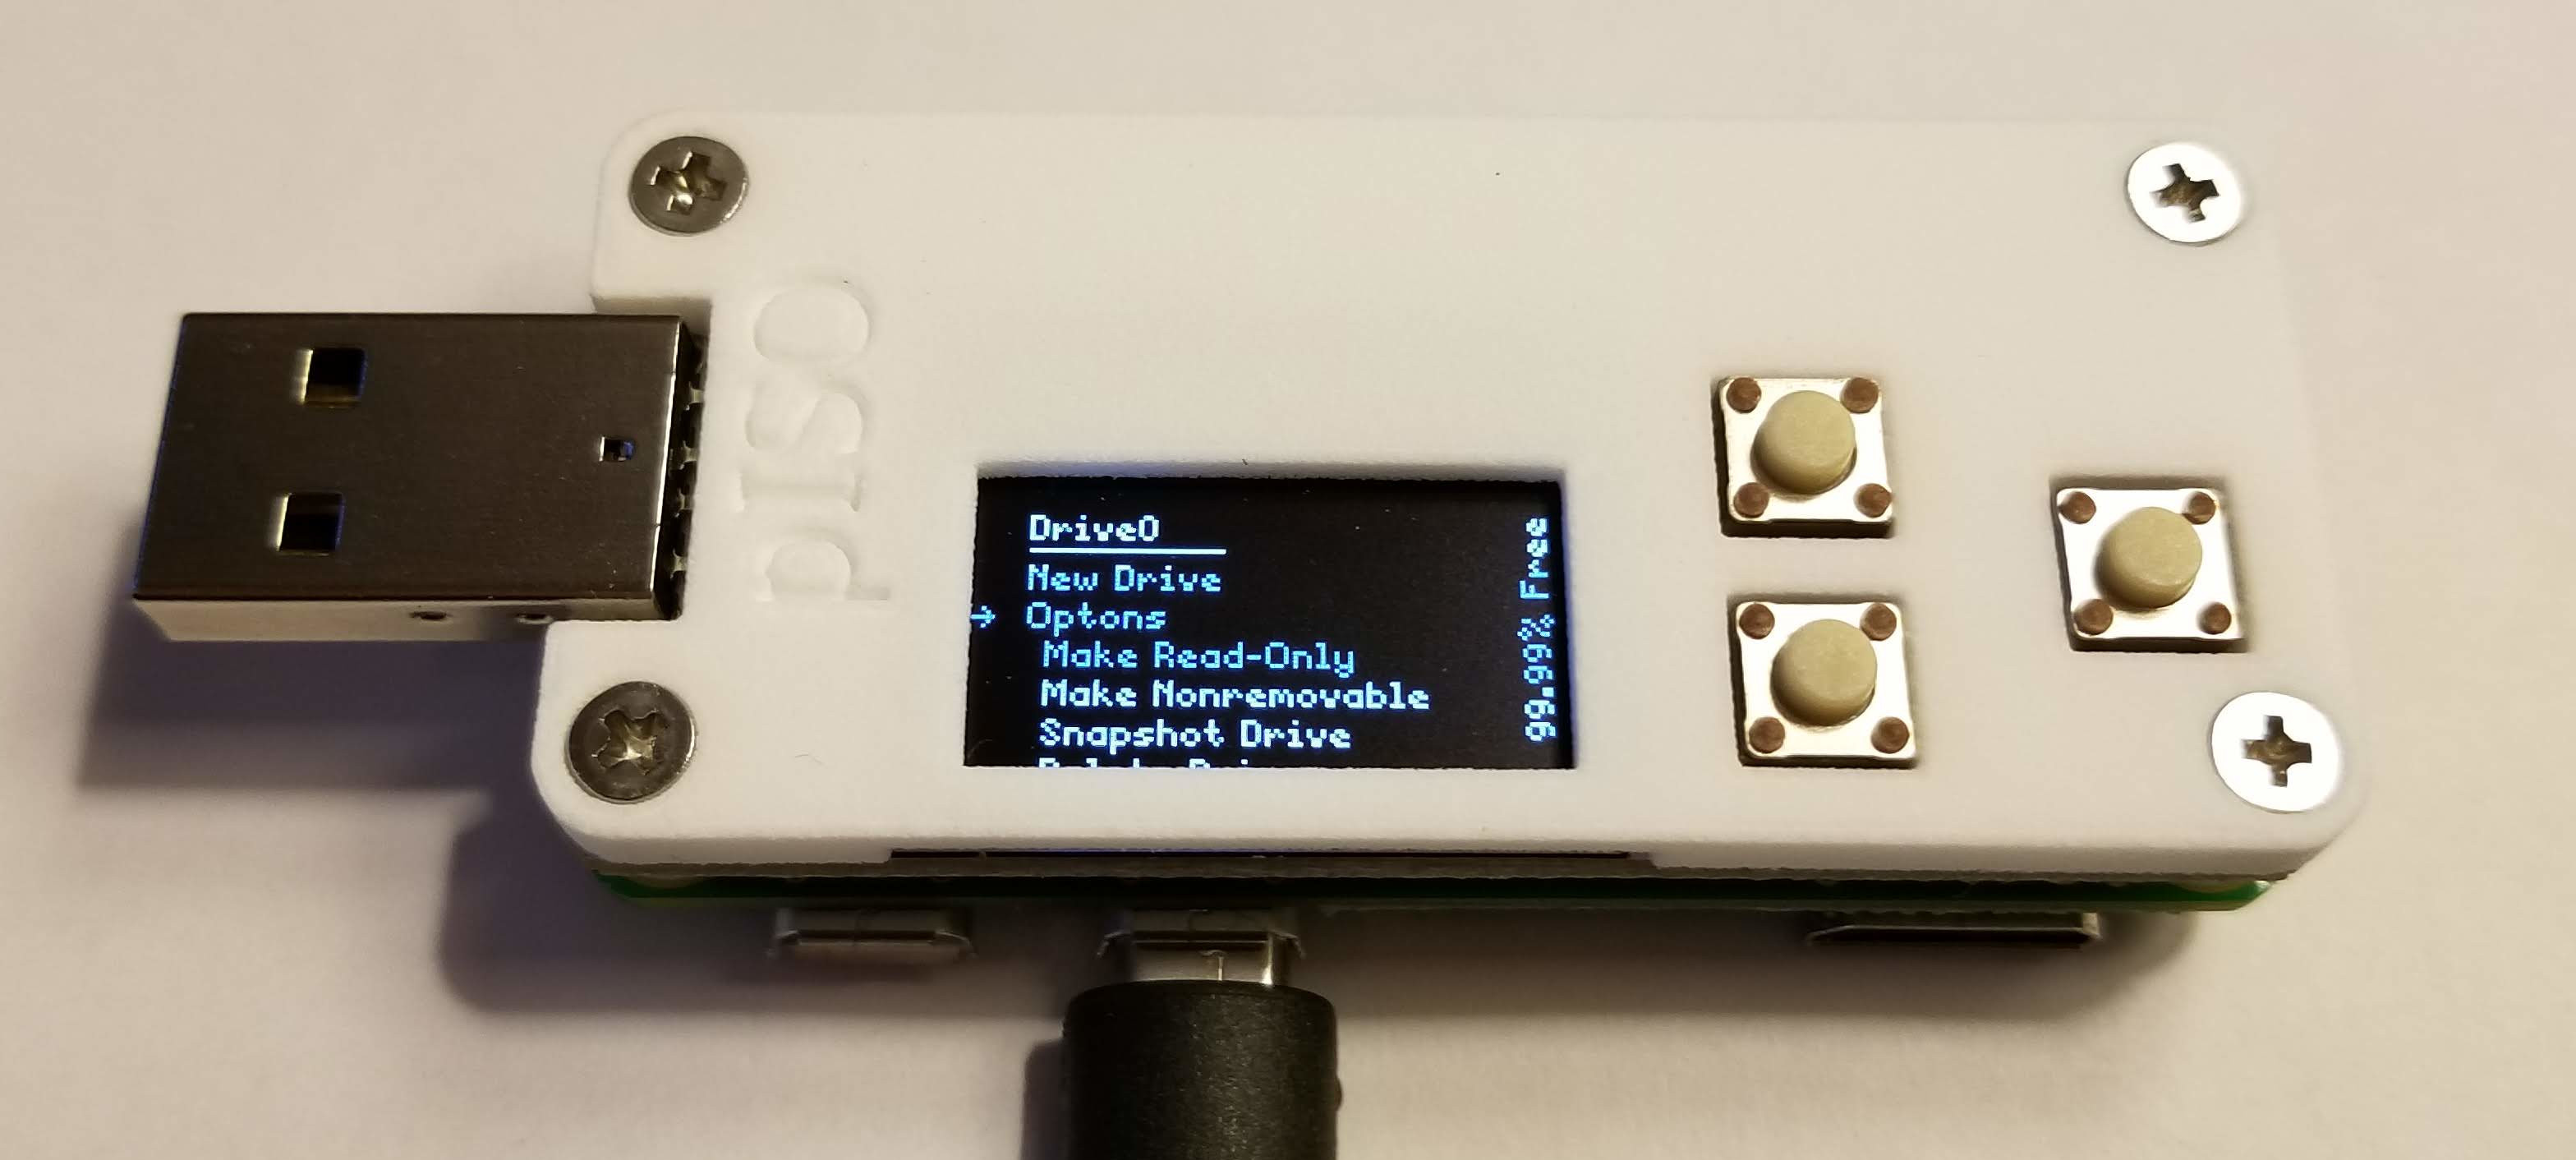 pISO
Drive0
New Drive
→ Optons
Make Read-Only
Make Nonremovable
Snapshot Drive
99.99% Free